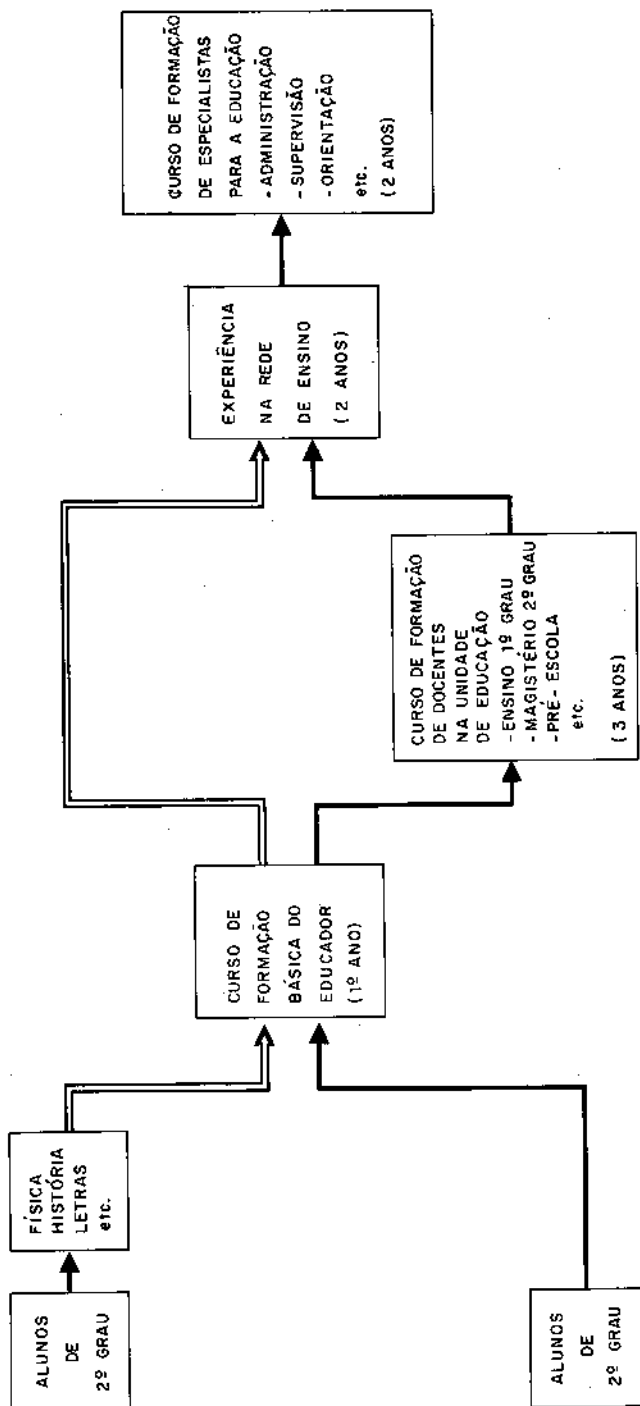 ALUNOS
DE
2º GRAU
FÍSICA
HISTÓRIA
LETRAS
etc.
ALUNOS
DE
2º GRAU
CURSO DE
FORMAÇÃO
BÁSICA DO
EDUCADOR
(1º ANO)
CURSO DE FORMAÇÃO
DE DOCENTES
NA UNIDADE
DE EDUCAÇÃO
-ENSINO 1º GRAU
-MAGISTÉRIO 2º GRAU
-PRÉ-ESCOLA
etc.
(3 ANOS)
EXPERIÊNCIA
NA REDE
DE ENSINO
(2 ANOS)
CURSO DE FORMAÇÃO
DE ESPECIALISTAS
PARA A EDUCAÇÃO
-ADMINISTRAÇÃO
-SUPERVISÃO
-ORIENTAÇÃO
etc.
(2 ANOS)